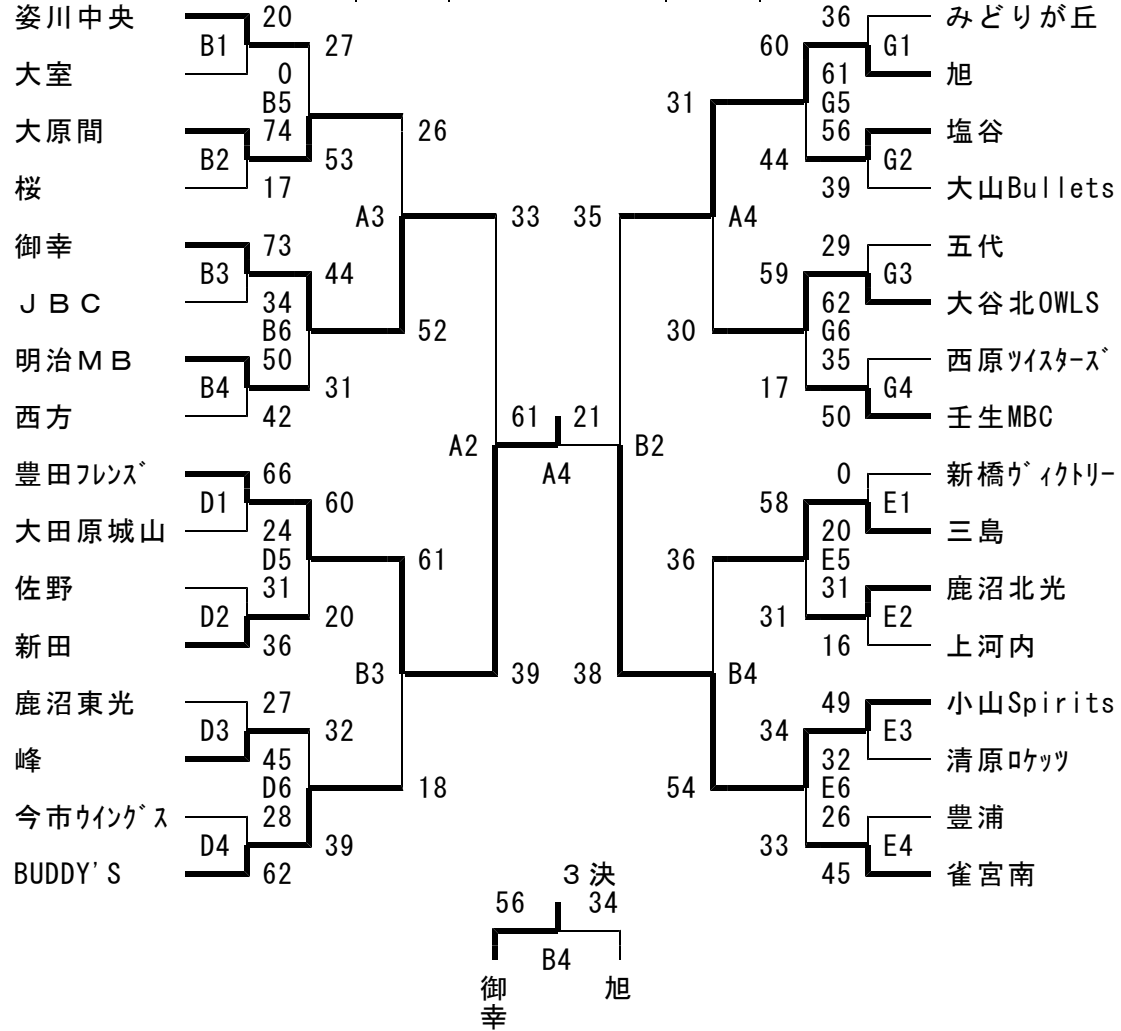 姿川中央 20 36 みどりが丘
B1 27 60 G1
大室 0 61 旭
B5 31 G5
大原間 74 26 56 塩谷
B2 53 44 G2
桜 17 39 大山Bullets
A3 33 35 A4
御幸 73 29 五代
B3 44 59 G3
ＪＢＣ 34 62 大谷北OWLS
B6 52 30 G6
明治ＭＢ 50 35 西原ﾂｲｽﾀｰｽﾞ
B4 31 17 G4
西方 42 61 21 50 壬生MBC
A2 A4 B2
豊田ﾌﾚﾝｽﾞ 66 0 新橋ｳﾞｨｸﾄﾘｰ
D1 60 58 E1
大田原城山 24 20 三島
D5 61 36 E5
佐野 31 31 鹿沼北光
D2 20 31 E2
新田 36 16 上河内
B3 39 38 B4
鹿沼東光 27 49 小山Spirits
D3 32 34 E3
峰 45 32 清原ﾛｹｯﾂ
D6 18 54 E6
今市ｳｲﾝｸﾞｽ 28 26 豊浦
D4 39 33 E4
BUDDY'S 62 45 雀宮南
３決
56 34
B4
御幸 旭